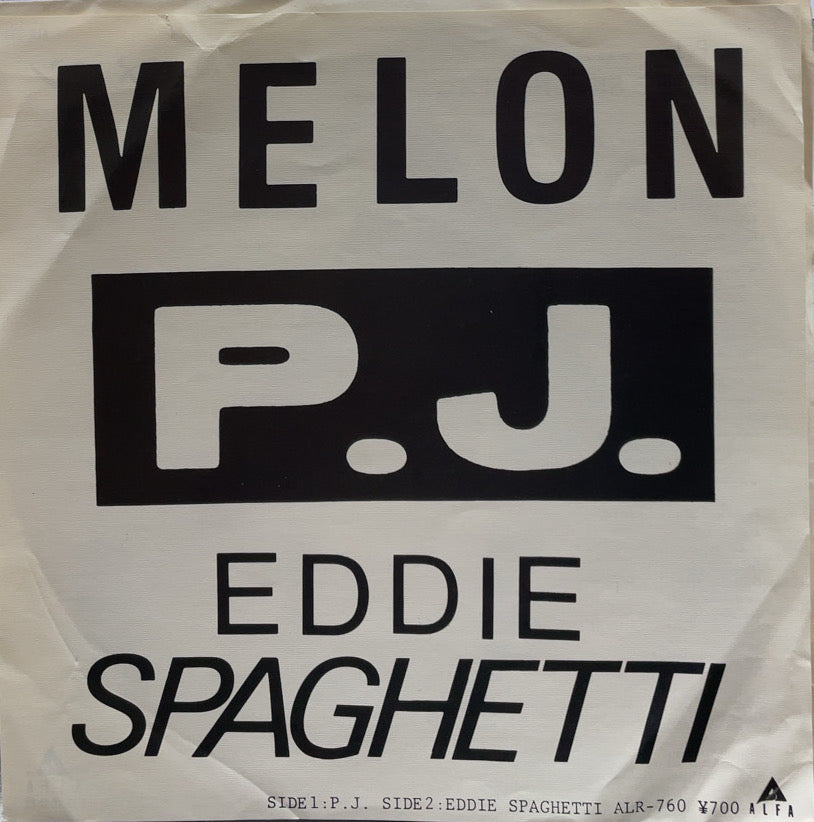 MELON
P.J.
EDDIE
SPAGHETTI
SIDE1:P.J. SIDE2:EDDIE SPAGHETTI ALR-760 ¥700 ALFA